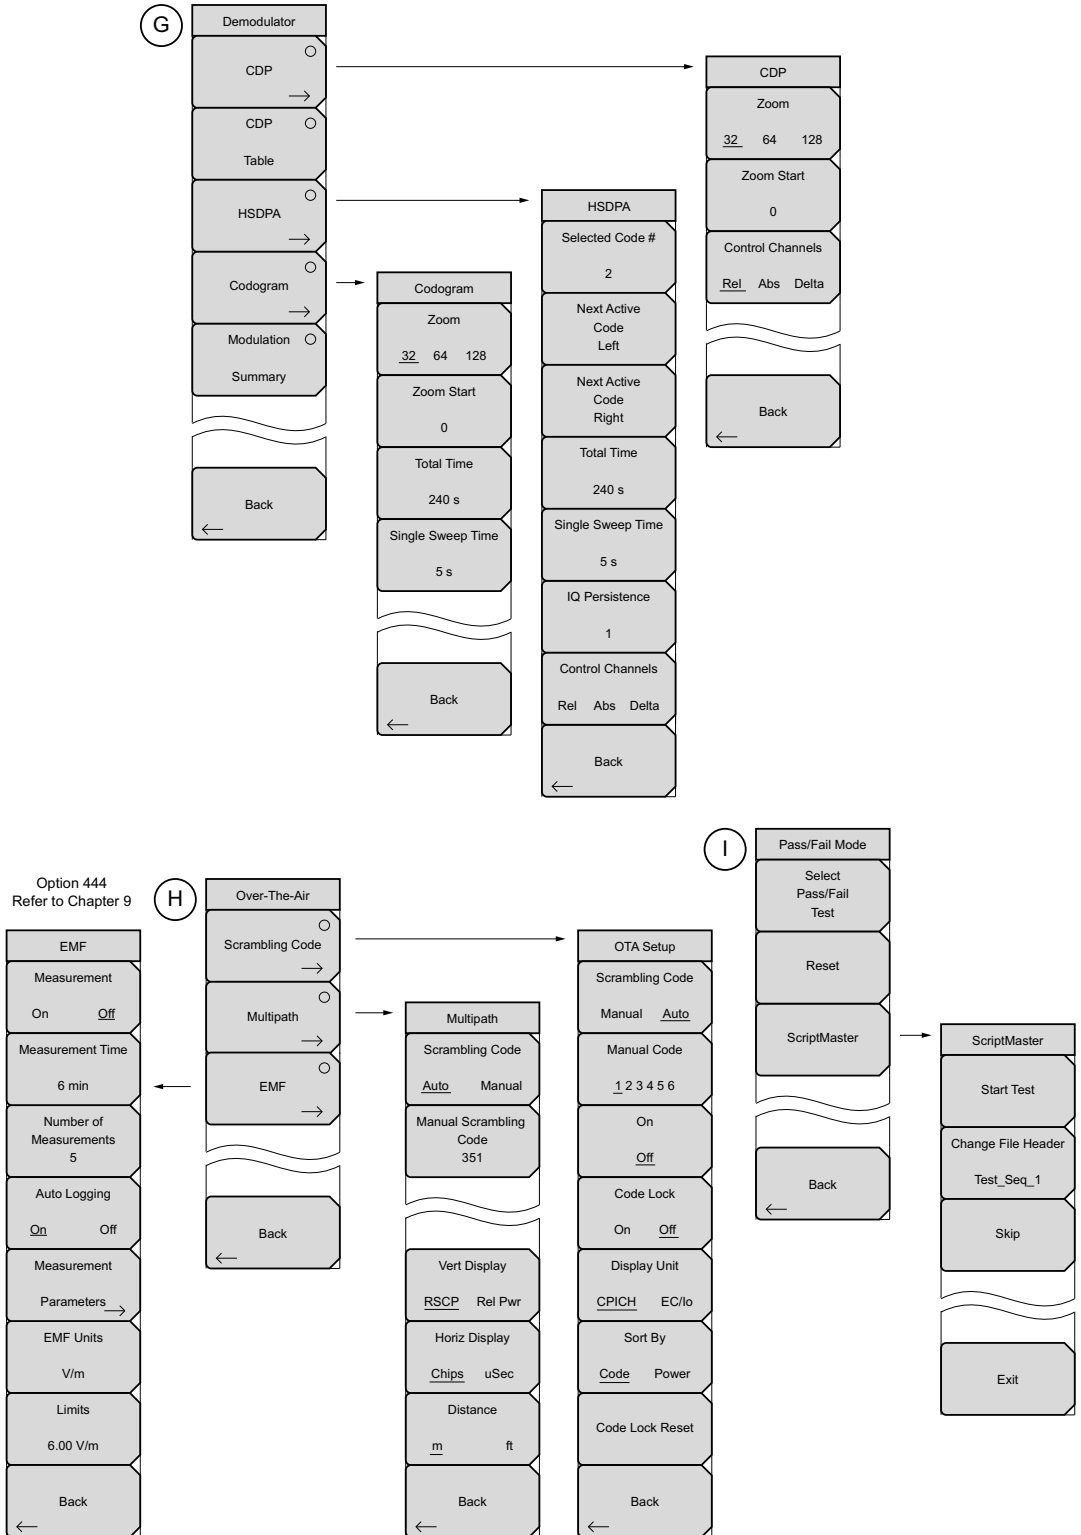 G
Demodulator
CDP
CDP
Table
HSDPA
Codogram
Modulation
Summary
Back
Codogram
Zoom
32 64 128
Zoom Start
0
Total Time
240 s
Single Sweep Time
5 s
Back
HSDPA
Selected Code #
2
Next Active
Code
Left
Next Active
Code
Right
Total Time
240 s
Single Sweep Time
5 s
IQ Persistence
1
Control Channels
Rel Abs Delta
Back
CDP
Zoom
32 64 128
Zoom Start
0
Control Channels
Rel Abs Delta
Back
Option 444
Refer to Chapter 9
EMF
Measurement
On Off
Measurement Time
6 min
Number of
Measurements
5
Auto Logging
On Off
Measurement
Parameters
EMF Units
V/m
Limits
6.00 V/m
Back
H
Over-The-Air
Scrambling Code
Multipath
EMF
Back
Multipath
Scrambling Code
Auto Manual
Manual Scrambling
Code
351
Vert Display
RSCP Rel Pwr
Horiz Display
Chips uSec
Distance
m ft
Back
OTA Setup
Scrambling Code
Manual Auto
Manual Code
1 2 3 4 5 6
On
Off
Code Lock
On Off
Display Unit
CPICH EC/Io
Sort By
Code Power
Code Lock Reset
Back
I
Pass/Fail Mode
Select
Pass/Fail
Test
Reset
ScriptMaster
Back
ScriptMaster
Start Test
Change File Header
Test_Seq_1
Skip
Exit